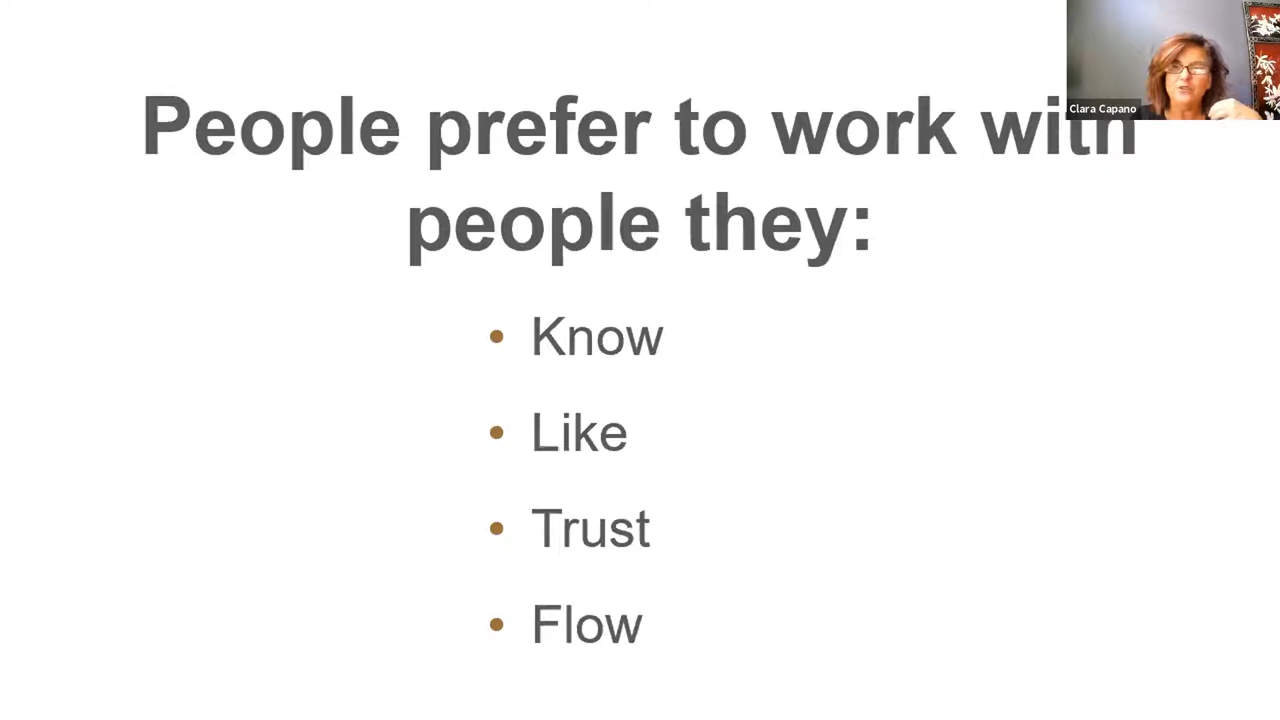 People prefer to work with
people they:
• Know
• Like
• Trust
• Flow
Clara Capano